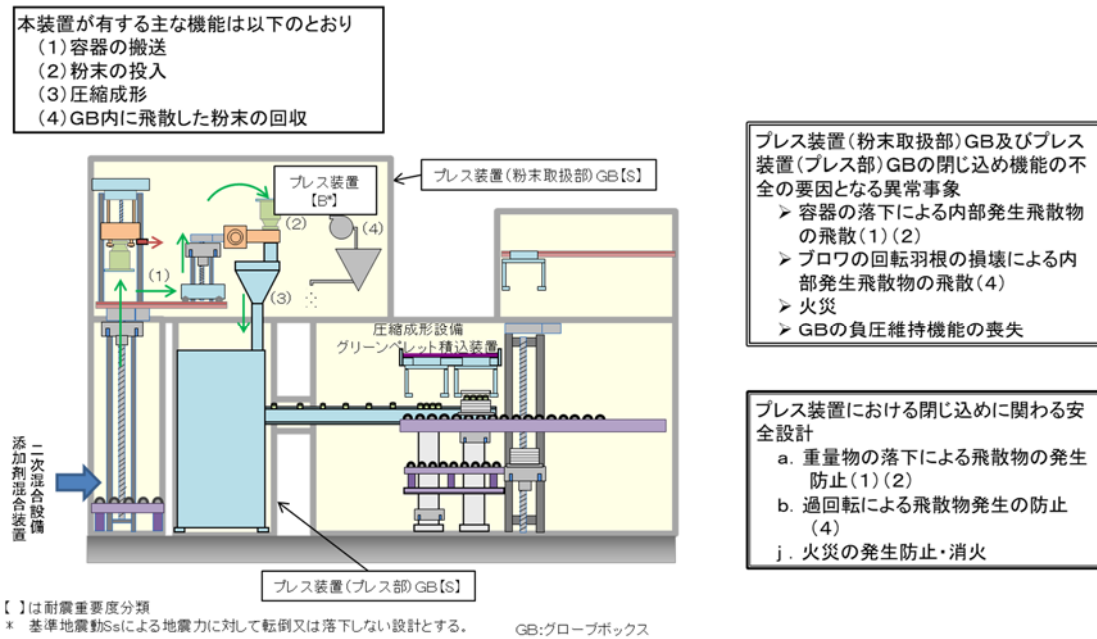 本装置が有する主な機能は以下のとおり
(1)容器の搬送
(2)粉末の投入
(3)圧縮成形
(4)GB内に飛散した粉末の回収
プレス装置(粉末取扱部)GB【S】
プレス装置
【B*】
(1)
(2)
(3)
(4)
圧縮成形設備
グリーンペレット積込装置
二次混合設備
添加剤混合装置
プレス装置(プレス部)GB【S】
【 】は耐震重要度分類
* 基準地震動Ssによる地震力に対して転倒又は落下しない設計とする。
GB:グローブボックス
プレス装置(粉末取扱部)GB及びプレス
装置(プレス部)GBの閉じ込め機能の不
全の要因となる異常事象
➢ 容器の落下による内部発生飛散物
の飛散(1)(2)
➢ ブロワの回転羽根の損壊による内
部発生飛散物の飛散(4)
➢ 火災
➢ GBの負圧維持機能の喪失
プレス装置における閉じ込めに関わる安
全設計
a. 重量物の落下による飛散物の発生
防止(1)(2)
b. 過回転による飛散物発生の防止
(4)
j. 火災の発生防止・消火